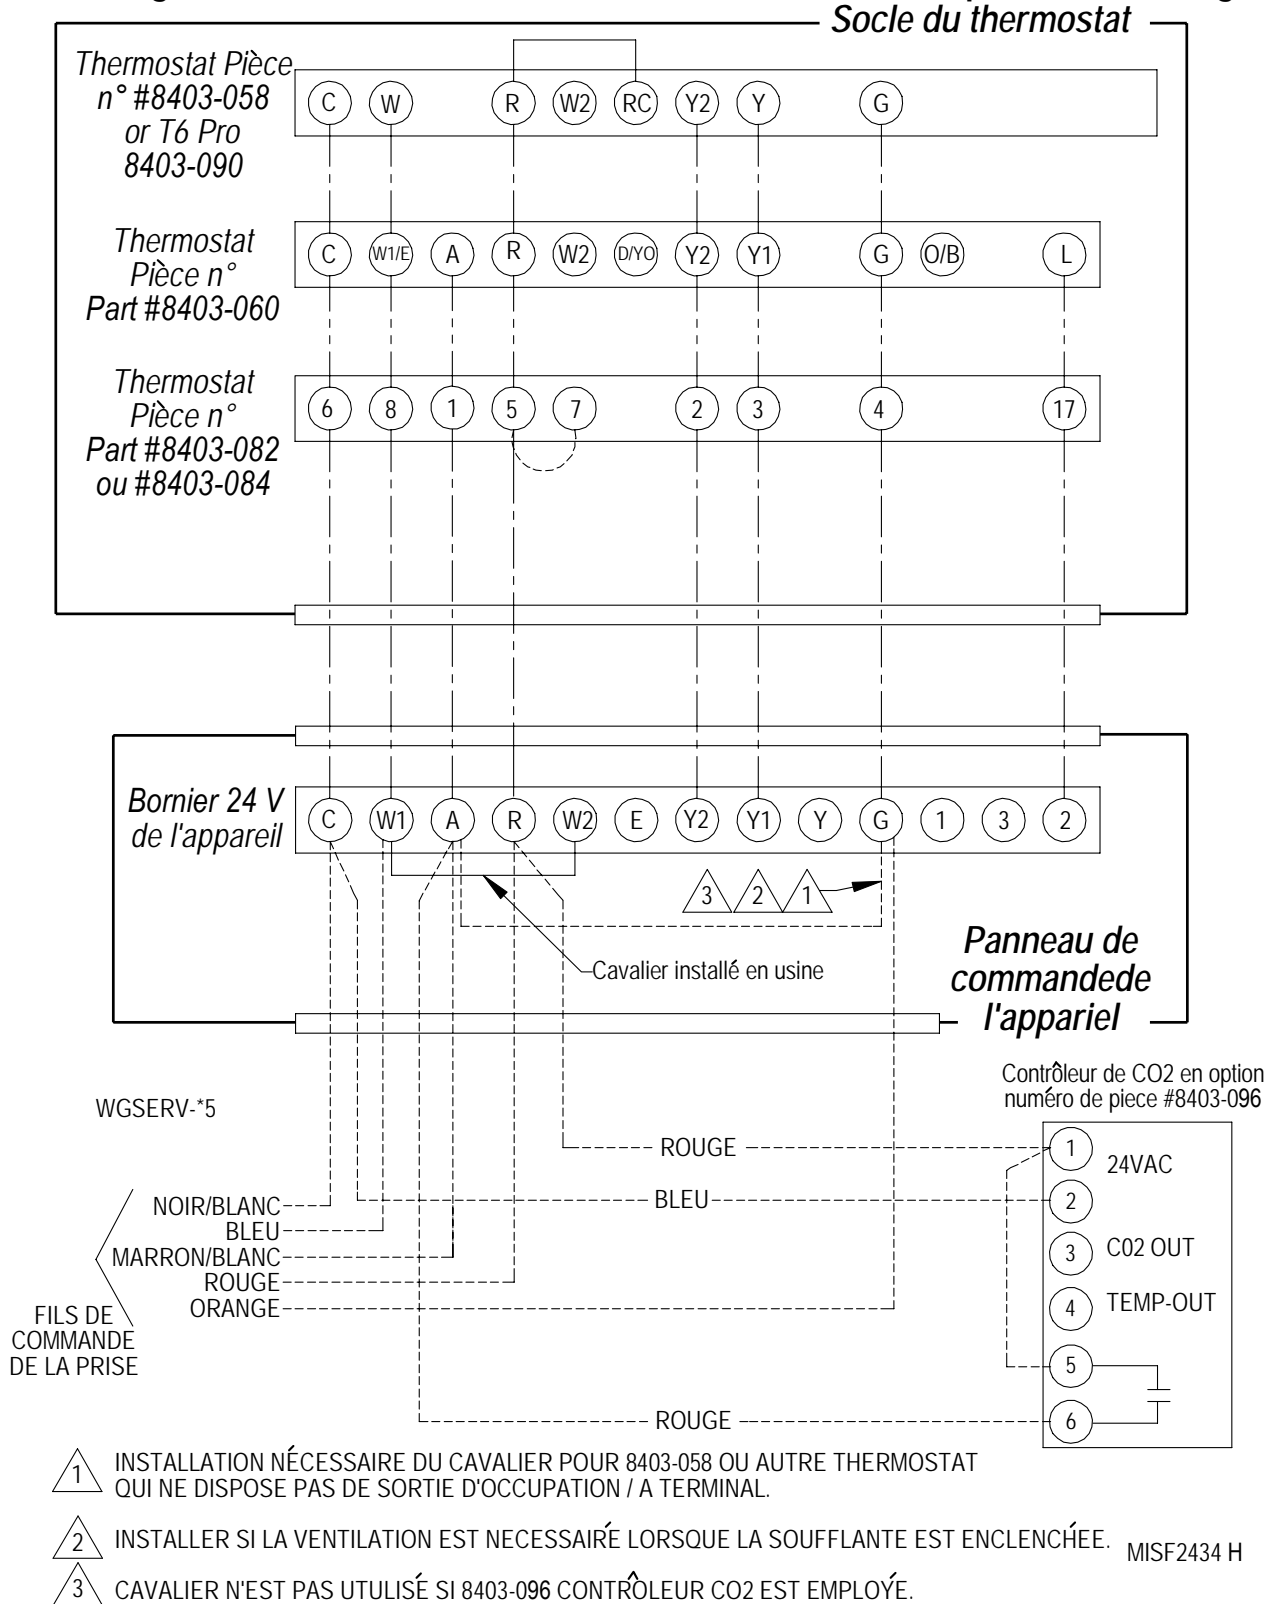 Socle du thermostat
Thermostat Pièce
n° #8403-058
or T6 Pro
8403-090
C W R W2 RC Y2 Y G
Thermostat
Pièce n°
Part #8403-060
C W1/E A R W2 D/YO Y2 Y1 G O/B L
Thermostat
Pièce n°
Part #8403-082
ou #8403-084
6 8 1 5 7 2 3 4 17
Bornier 24 V
de l'appareil
C W1 A R W2 E Y2 Y1 Y G 1 3 2
3 2 1
Cavalier installé en usine
Panneau de
commandede
l'appariel
Contrôleur de CO2 en option
numéro de piece #8403-096
WGSERV-*5
ROUGE
1
24VAC
BLEU
2
3 C02 OUT
4 TEMP-OUT
5
ROUGE
6
NOIR/BLANC
BLEU
MARRON/BLANC
ROUGE
ORANGE
FILS DE
COMMANDE
DE LA PRISE
1 INSTALLATION NÉCESSAIRE DU CAVALIER POUR 8403-058 OU AUTRE THERMOSTAT
QUI NE DISPOSE PAS DE SORTIE D'OCCUPATION / A TERMINAL.
2 INSTALLER SI LA VENTILATION EST NECESSAIRÉ LORSQUE LA SOUFFLANTE EST ENCLENCHÉE.
MISF2434 H
3 CAVALIER N'EST PAS UTULISÉ SI 8403-096 CONTRÔLEUR CO2 EST EMPLOYÉ.